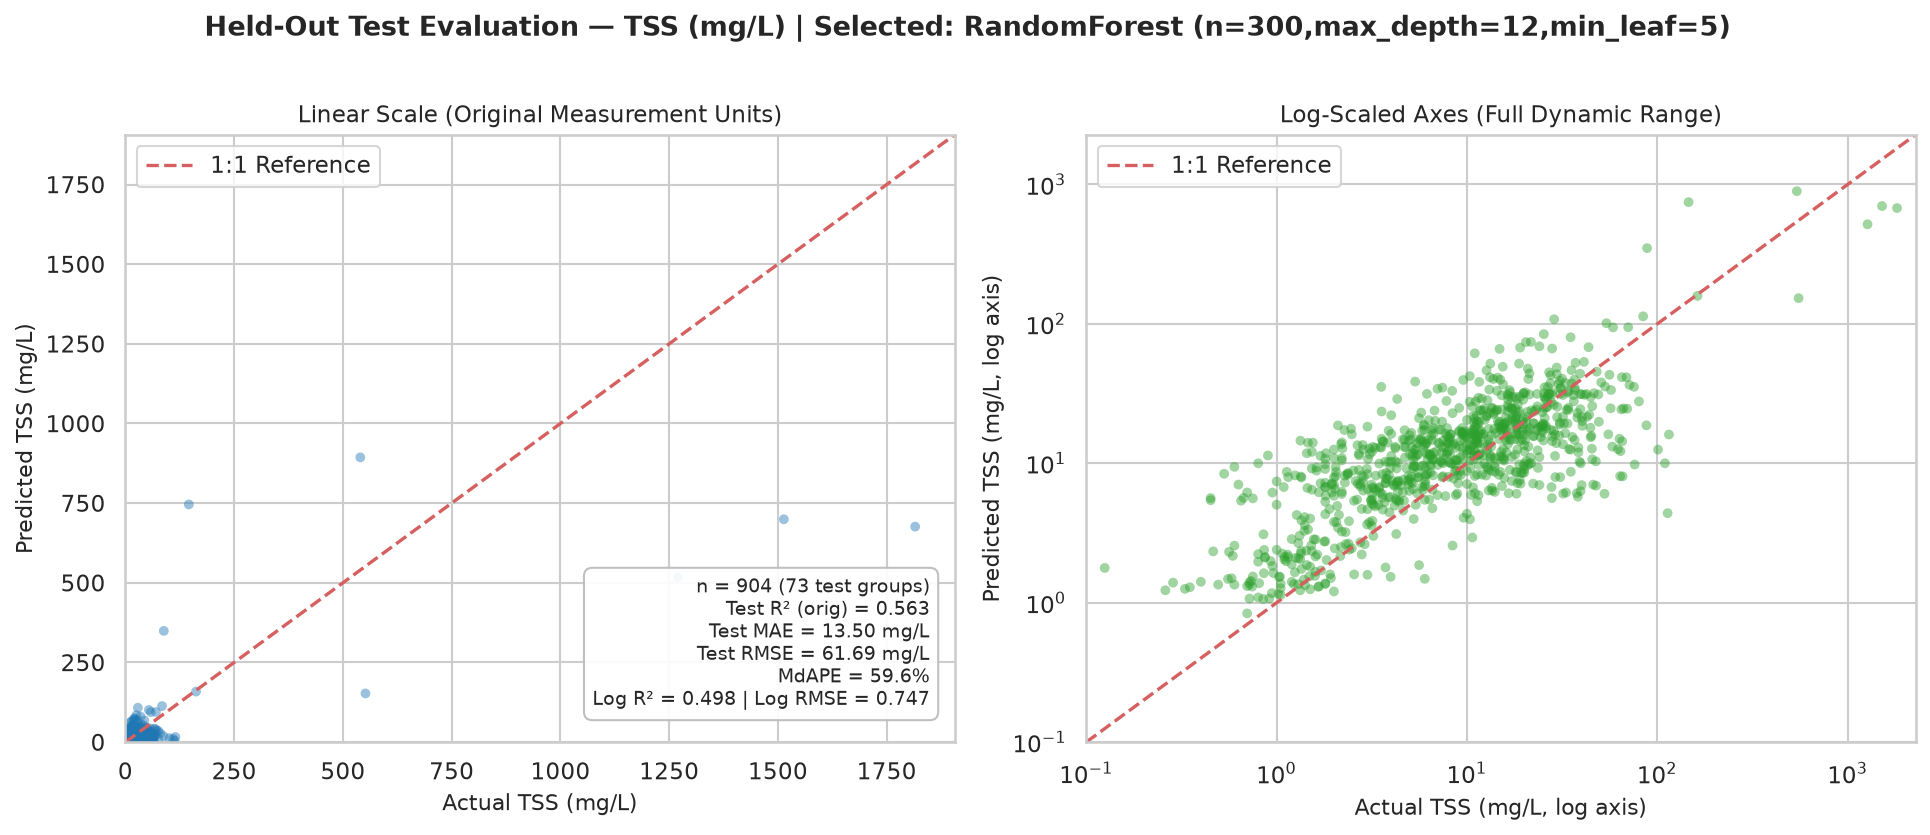 Held-Out Test Evaluation — TSS (mg/L) | Selected: RandomForest (n=300,max_depth=12,min_leaf=5)
Linear Scale (Original Measurement Units)
1:1 Reference
1750
1500
1250
1000
750
500
250
0
Predicted TSS (mg/L)
n = 904 (73 test groups)
Test R² (orig) = 0.563
Test MAE = 13.50 mg/L
Test RMSE = 61.69 mg/L
MdAPE = 59.6%
Log R² = 0.498 | Log RMSE = 0.747
0 250 500 750 1000 1250 1500 1750
Actual TSS (mg/L)
Log-Scaled Axes (Full Dynamic Range)
1:1 Reference
10³
10²
10¹
10⁰
10⁻¹
Predicted TSS (mg/L, log axis)
10⁻¹ 10⁰ 10¹ 10² 10³
Actual TSS (mg/L, log axis)